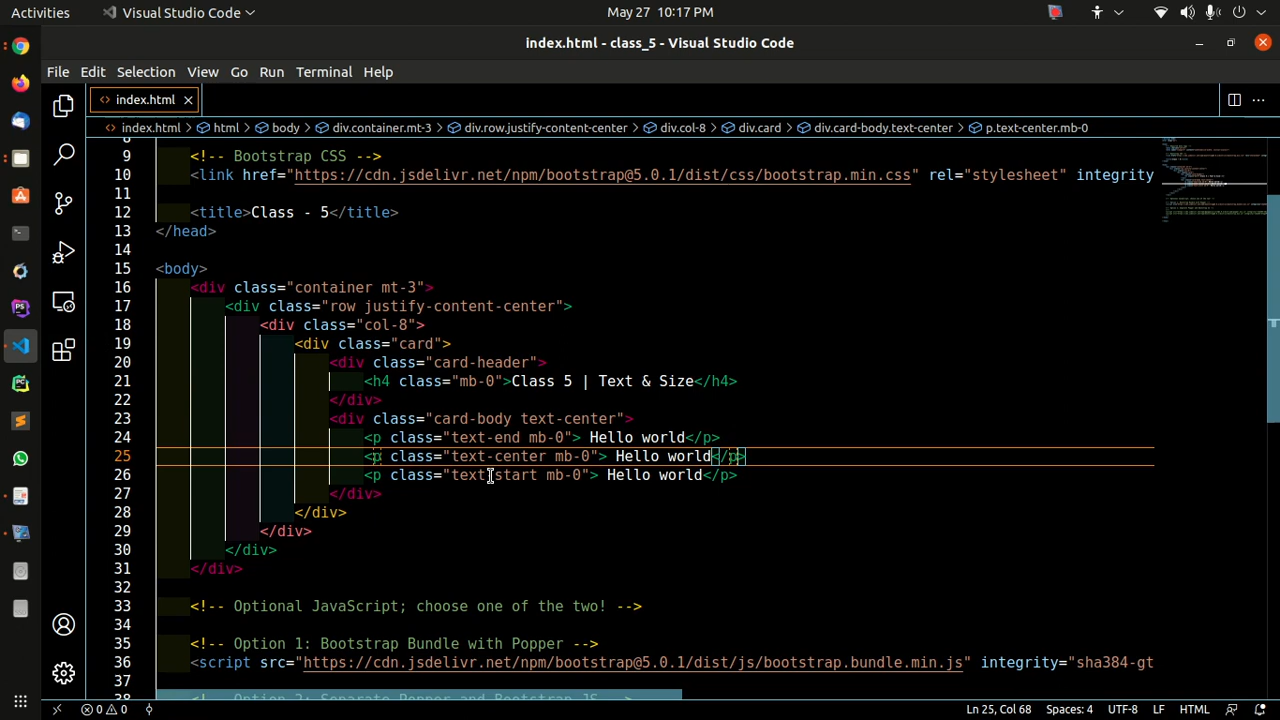 Activities
Visual Studio Code
May 27 10:17 PM
index.html - class_5 - Visual Studio Code
File Edit Selection View Go Run Terminal Help
index.html
index.html > html > body > div.container.mt-3 > div.row.justify-content-center > div.col-8 > div.card > div.card-body.text-center > p.text-center.mb-0
9 <!-- Bootstrap CSS -->
10 <link href="https://cdn.jsdelivr.net/npm/bootstrap@5.0.1/dist/css/bootstrap.min.css" rel="stylesheet" integrity
11
12 <title>Class - 5</title>
13 </head>
14
15 <body>
16 <div class="container mt-3">
17 <div class="row justify-content-center">
18 <div class="col-8">
19 <div class="card">
20 <div class="card-header">
21 <h4 class="mb-0">Class 5 | Text & Size</h4>
22 </div>
23 <div class="card-body text-center">
24 <p class="text-end mb-0"> Hello world</p>
25 <p class="text-center mb-0"> Hello world</p>
26 <p class="text-start mb-0"> Hello world</p>
27 </div>
28 </div>
29 </div>
30 </div>
31 </div>
32
33 <!-- Optional JavaScript; choose one of the two! -->
34
35 <!-- Option 1: Bootstrap Bundle with Popper -->
36 <script src="https://cdn.jsdelivr.net/npm/bootstrap@5.0.1/dist/js/bootstrap.bundle.min.js" integrity="sha384-gt
37
38 <!-- Option 2: Separate Popper and Bootstrap JS -->
0 0 Ln 25, Col 68 Spaces: 4 UTF-8 LF HTML